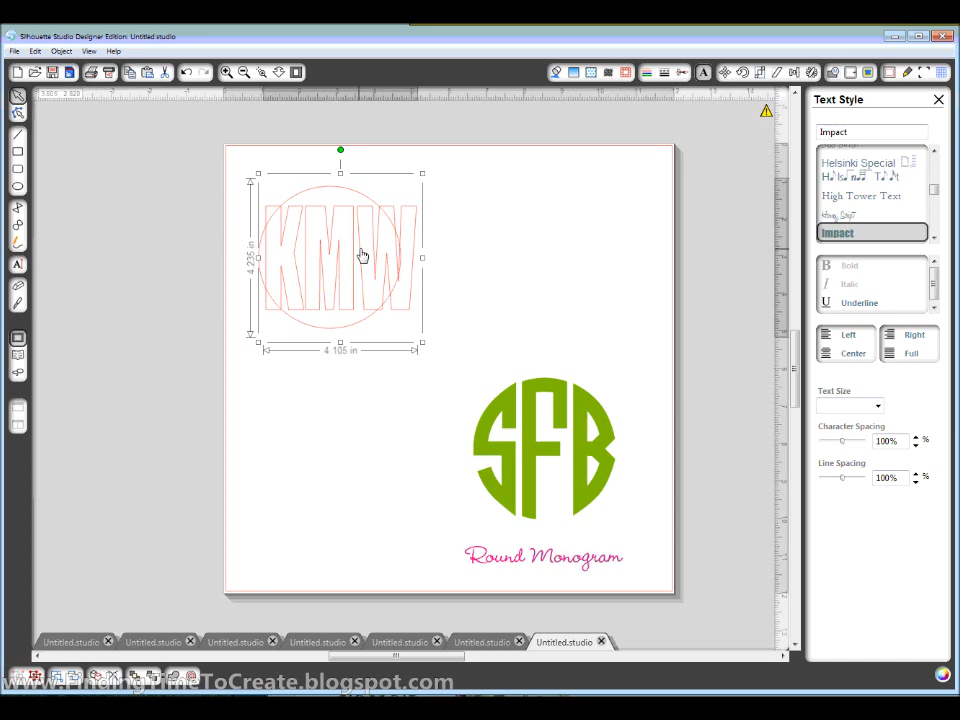 Silhouette Studio Designer Edition: Untitled studio
File Edit Object View Help
Text Style
Impact
Helsinki Special
High Tower Text
Honey Script
Impact
B Bold
I Italic
U Underline
Left Right
Center Full
Text Size
Character Spacing
100% %
Line Spacing
100% %
KMW
4.235 in
4.105 in
SFB
Round Monogram
Untitled.studio Untitled.studio Untitled.studio Untitled.studio Untitled.studio Untitled.studio Untitled.studio
www.FindingTimeToCreate.blogspot.com